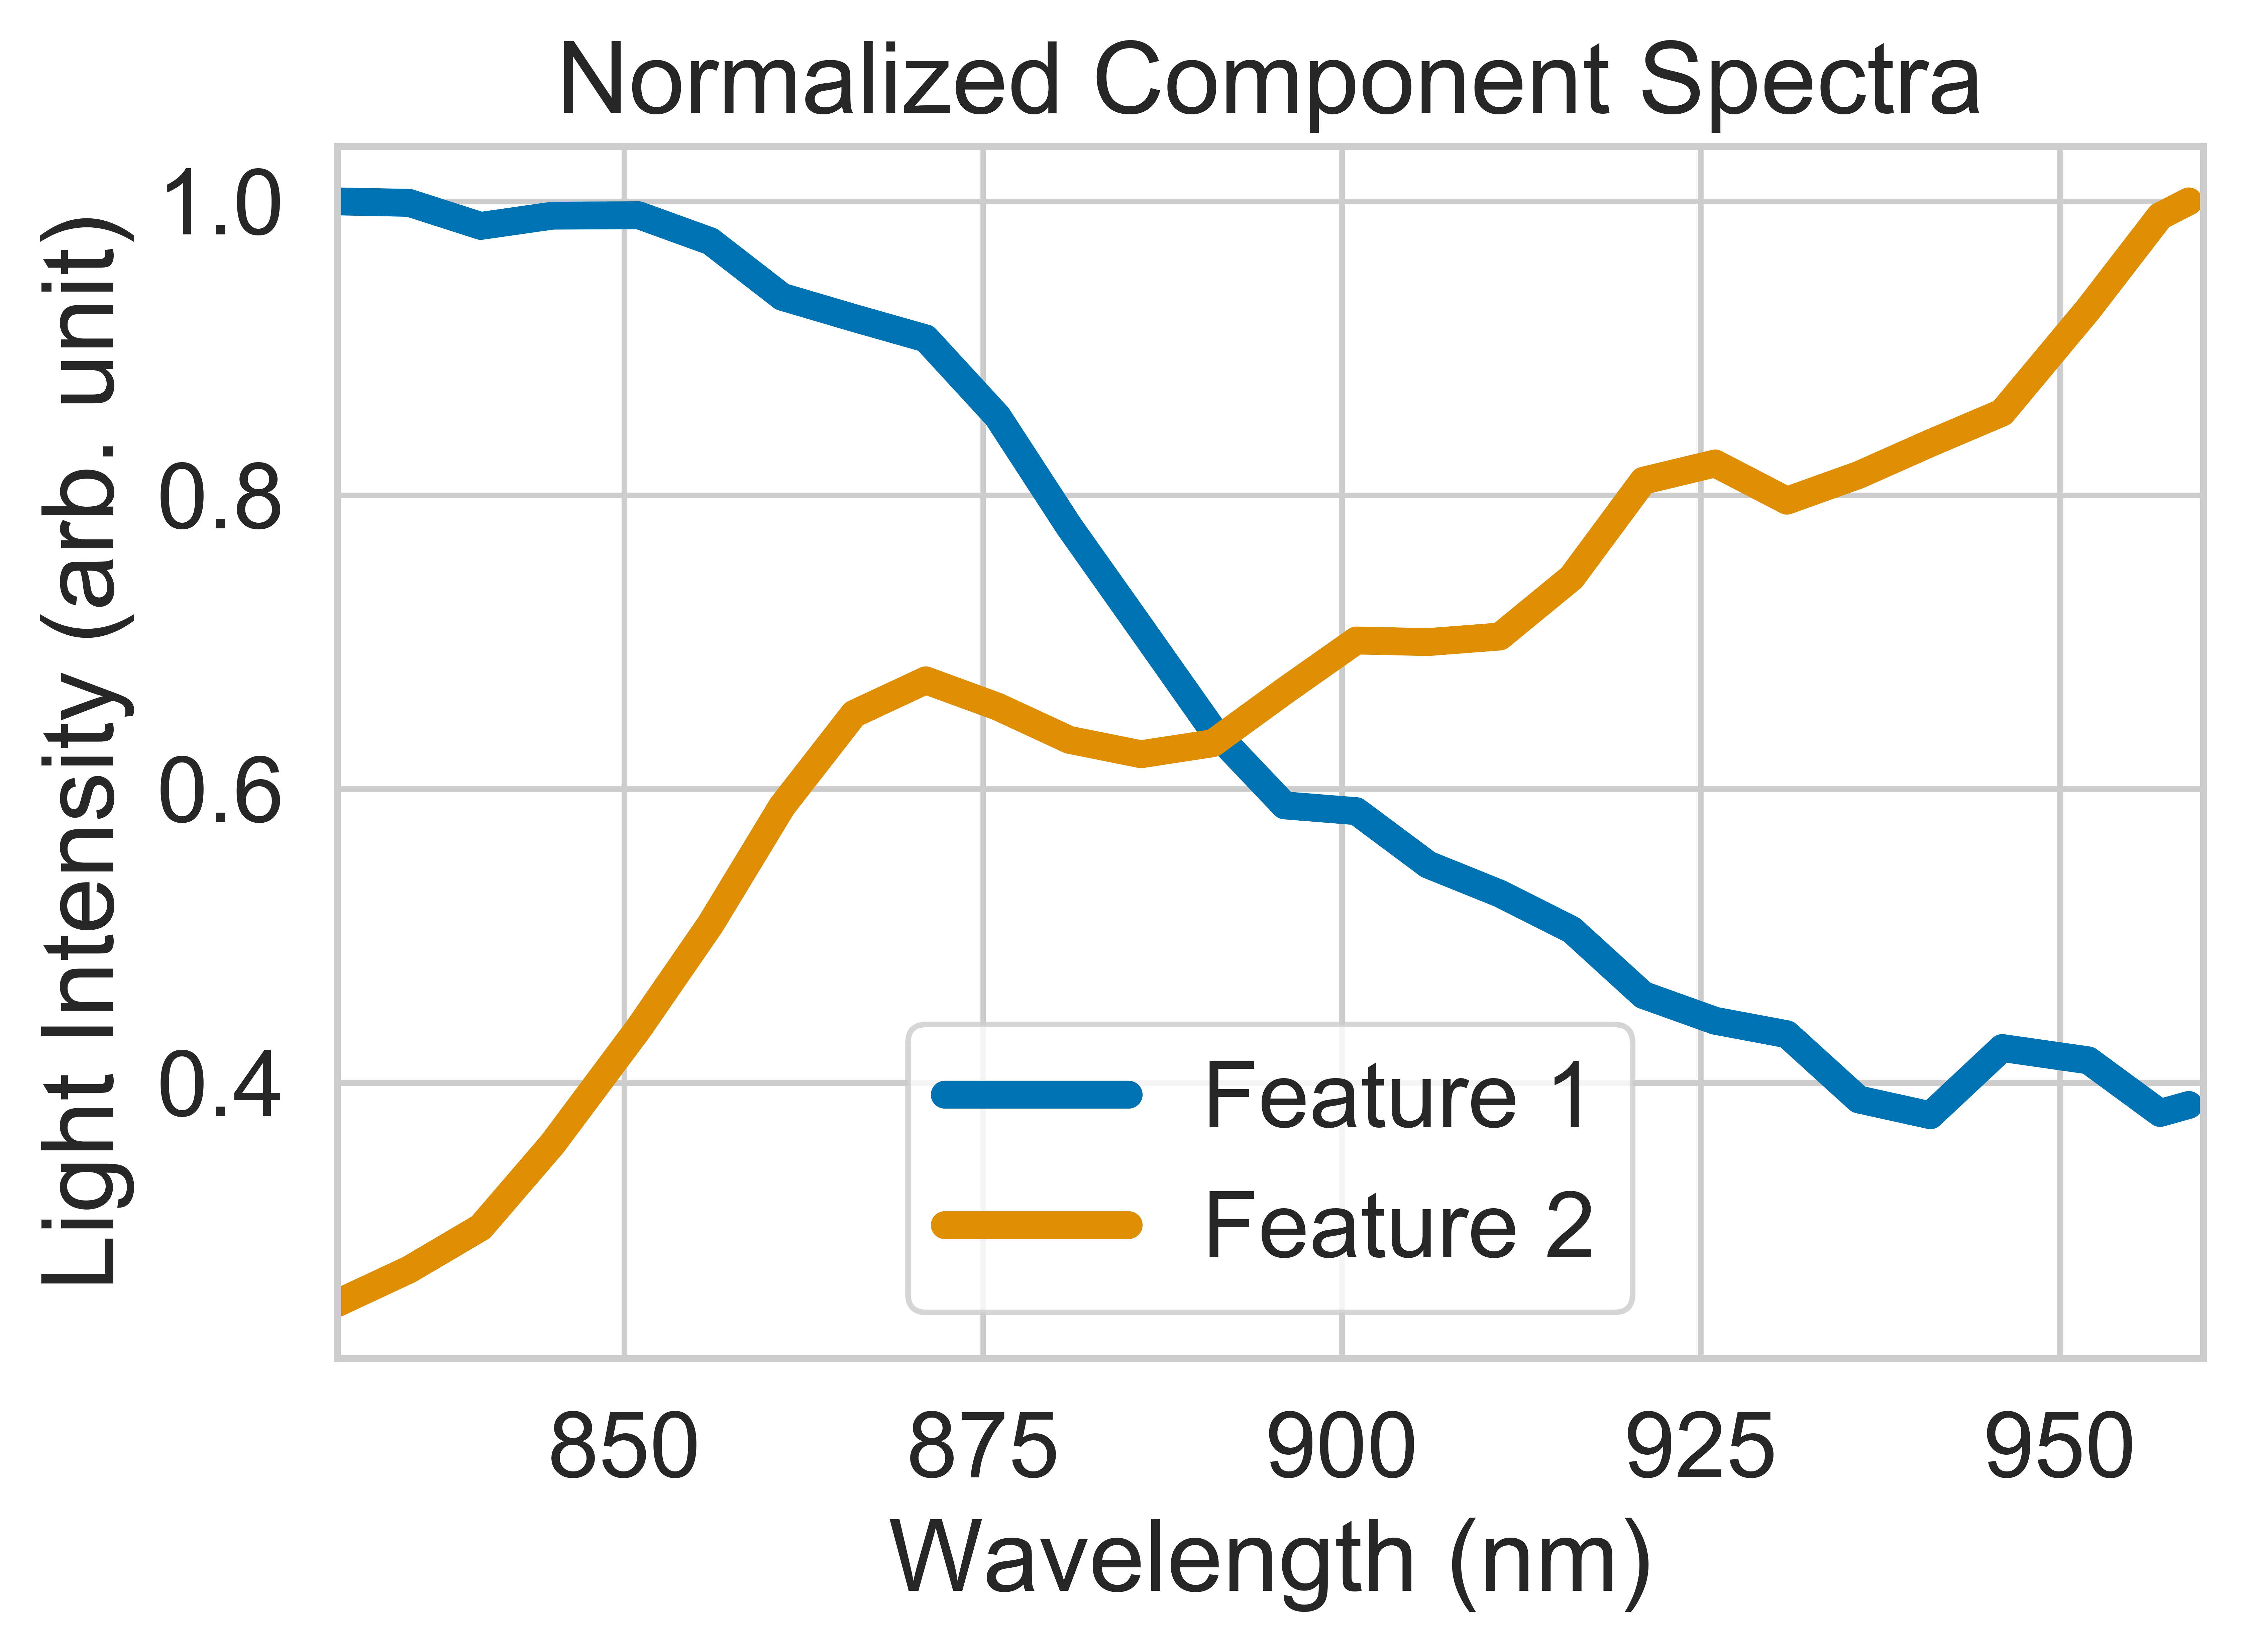 Normalized Component Spectra
Light Intensity (arb. unit)
1.0
0.8
0.6
0.4
Feature 1
Feature 2
850 875 900 925 950
Wavelength (nm)